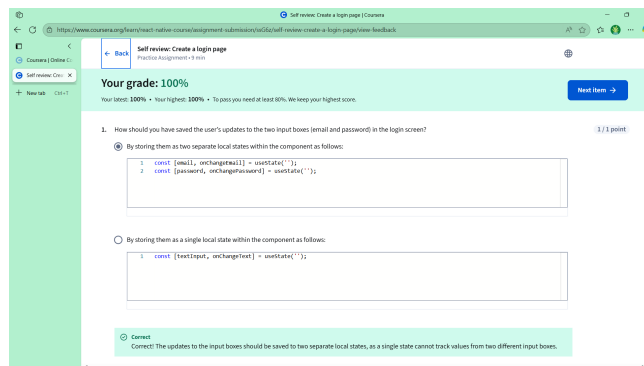 Self review: Create a login page | Coursera
https://www.coursera.org/learn/react-native-course/assignment-submission/ssG6s/self-review-create-a-login-page/view-feedback
Coursera | Online Co
Self review: Crea
New tab Ctrl+T
Back
Self review: Create a login page
Practice Assignment • 9 min
Your grade: 100%
Your latest: 100% • Your highest: 100% • To pass you need at least 80%. We keep your highest score.
Next item →
1. How should you have saved the user's updates to the two input boxes (email and password) in the login screen?
1 / 1 point
By storing them as two separate local states within the component as follows:
1 const [email, onChangeEmail] = useState('');
2 const [password, onChangePassword] = useState('');
By storing them as a single local state within the component as follows:
1 const [textInput, onChangeText] = useState('');
Correct
Correct! The updates to the input boxes should be saved to two separate local states, as a single state cannot track values from two different input boxes.